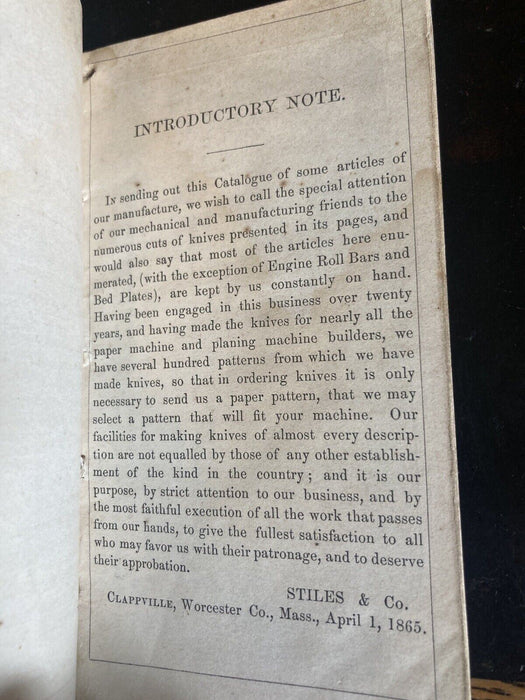 INTRODUCTORY NOTE.
In sending out this Catalogue of some articles of
our manufacture, we wish to call the special attention
of our mechanical and manufacturing friends to the
numerous cuts of knives presented in its pages, and
would also say that most of the articles here enu-
merated, (with the exception of Engine Roll Bars and
Bed Plates), are kept by us constantly on hand.
Having been engaged in this business over twenty
years, and having made the knives for nearly all the
paper machine and planing machine builders, we
have several hundred patterns from which we have
made knives, so that in ordering knives it is only
necessary to send us a paper pattern, that we may
select a pattern that will fit your machine. Our
facilities for making knives of almost every descrip-
tion are not equalled by those of any other establish-
ment of the kind in the country; and it is our
purpose, by strict attention to our business, and by
the most faithful execution of all the work that passes
from our hands, to give the fullest satisfaction to all
who may favor us with their patronage, and to deserve
their approbation.
STILES & Co.
Clappville, Worcester Co., Mass., April 1, 1865.